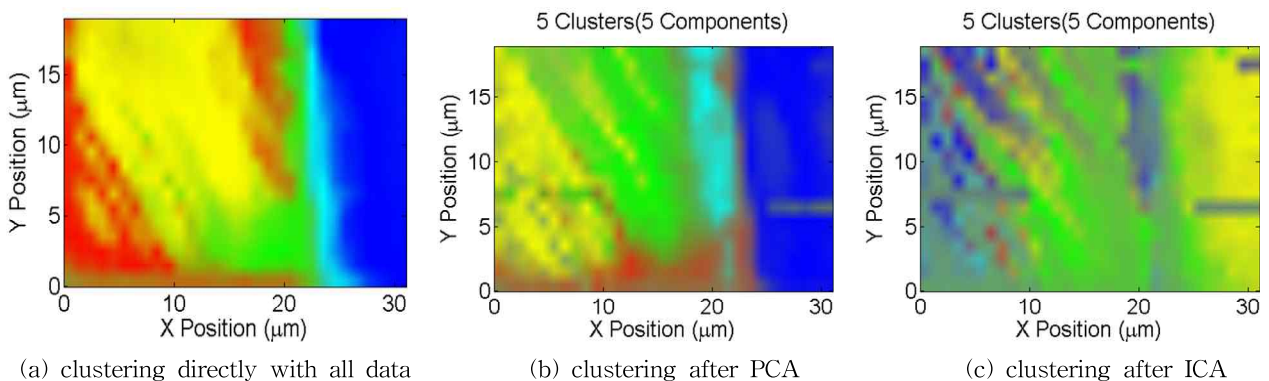 5 Clusters(5 Components)
5 Clusters(5 Components)
Y Position (μm)
15
10
5
0
0
10
20
30
X Position (μm)
Y Position (μm)
15
10
5
0
0
10
20
30
X Position (μm)
Y Position (μm)
15
10
5
0
0
10
20
30
X Position (μm)
(a) clustering directly with all data
(b) clustering after PCA
(c) clustering after ICA